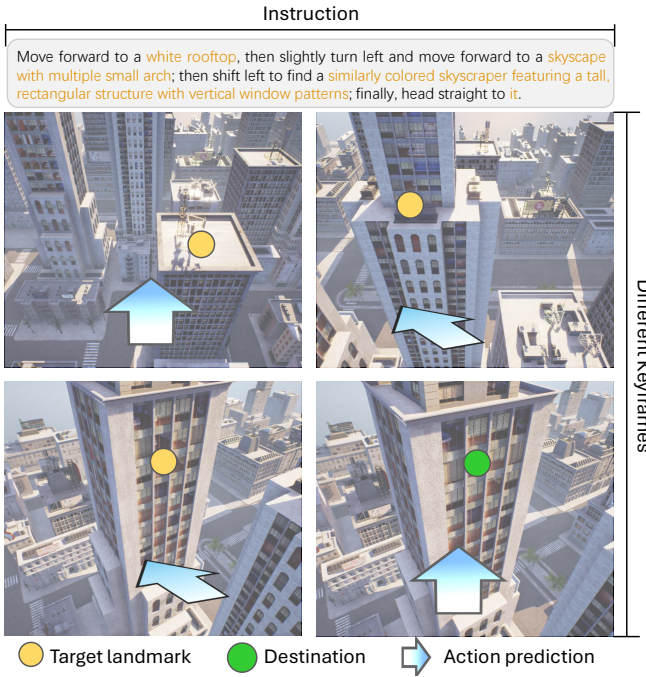 Instruction
Move forward to a white rooftop, then slightly turn left and move forward to a skyscape
with multiple small arch; then shift left to find a similarly colored skyscraper featuring a tall,
rectangular structure with vertical window patterns; finally, head straight to it.
Different Keyframes
Target landmark
Destination
Action prediction